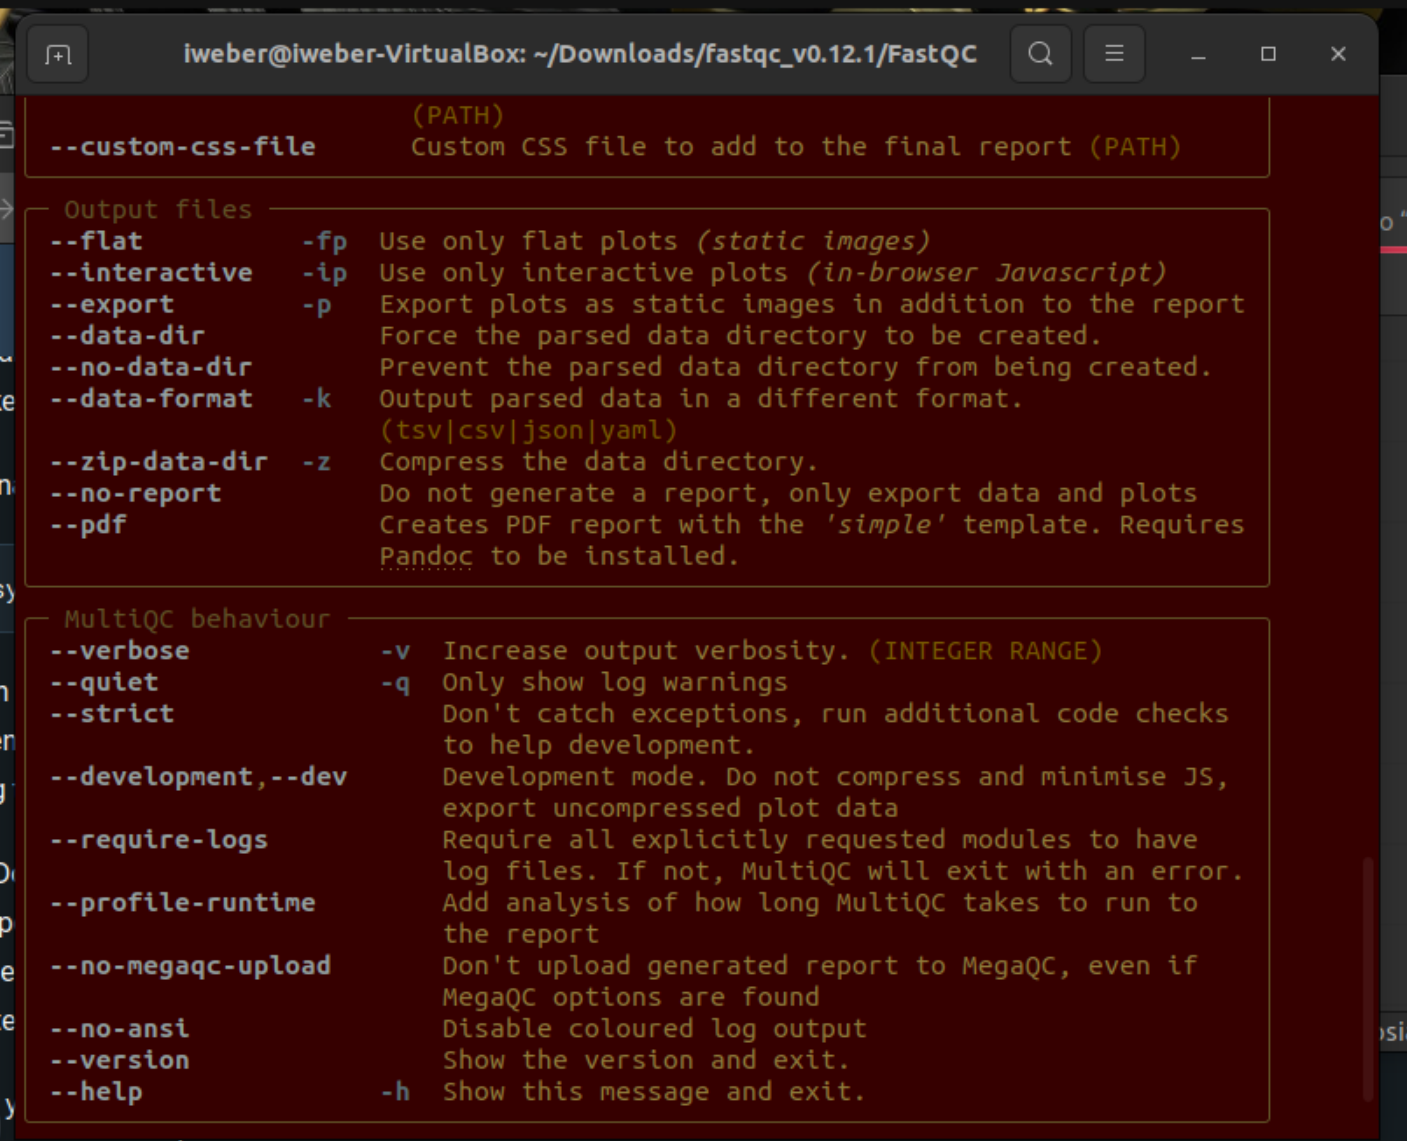 iweber@iweber-VirtualBox: ~/Downloads/fastqc_v0.12.1/FastQC
(PATH)
--custom-css-file Custom CSS file to add to the final report (PATH)
Output files
--flat -fp Use only flat plots (static images)
--interactive -ip Use only interactive plots (in-browser Javascript)
--export -p Export plots as static images in addition to the report
--data-dir Force the parsed data directory to be created.
--no-data-dir Prevent the parsed data directory from being created.
--data-format -k Output parsed data in a different format.
(tsv|csv|json|yaml)
--zip-data-dir -z Compress the data directory.
--no-report Do not generate a report, only export data and plots
--pdf Creates PDF report with the 'simple' template. Requires
Pandoc to be installed.
MultiQC behaviour
--verbose -v Increase output verbosity. (INTEGER RANGE)
--quiet -q Only show log warnings
--strict Don't catch exceptions, run additional code checks
to help development.
--development,--dev Development mode. Do not compress and minimise JS,
export uncompressed plot data
--require-logs Require all explicitly requested modules to have
log files. If not, MultiQC will exit with an error.
--profile-runtime Add analysis of how long MultiQC takes to run to
the report
--no-megaqc-upload Don't upload generated report to MegaQC, even if
MegaQC options are found
--no-ansi Disable coloured log output
--version Show the version and exit.
--help -h Show this message and exit.